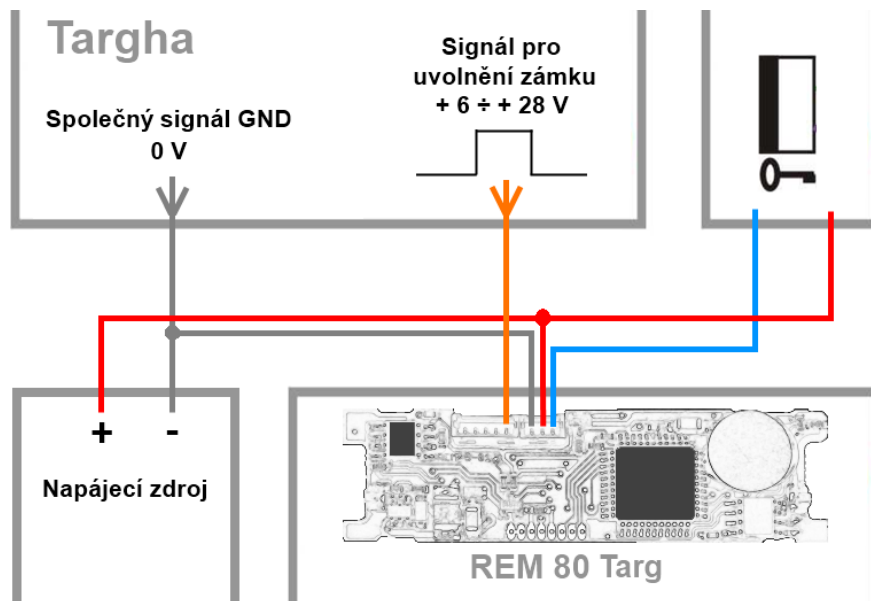 Targha
Signál pro
uvolnění zámku
+ 6 ÷ + 28 V
Společný signál GND
0 V
+ -
Napájecí zdroj
REM 80 Targ